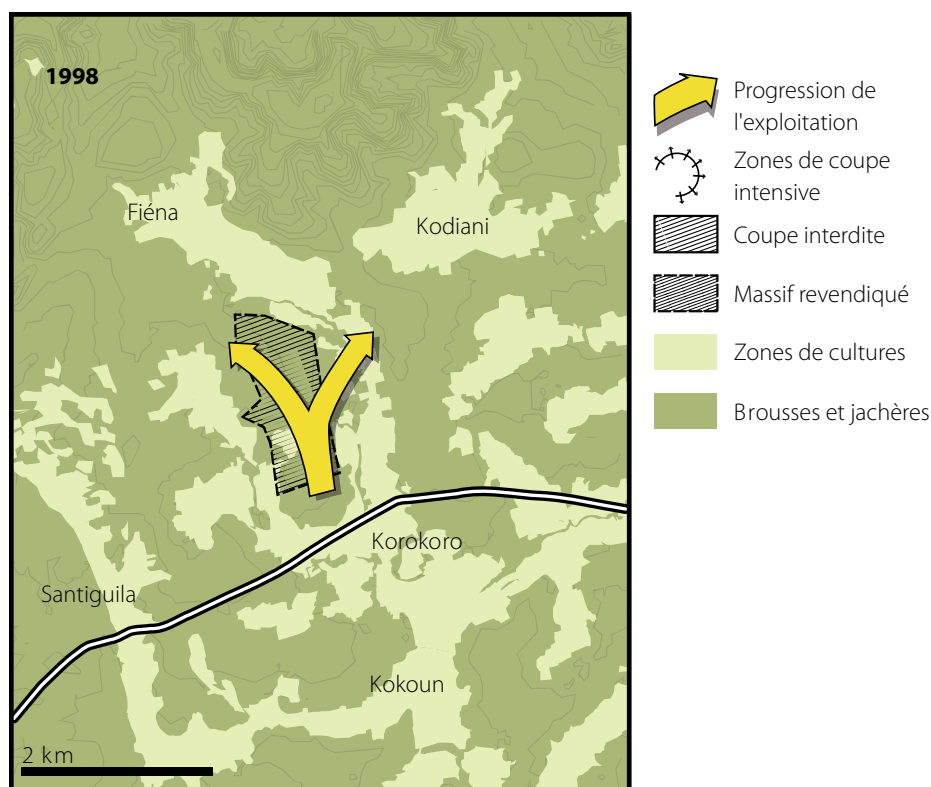 1998
Fiéna
Kodiani
Korokoro
Santiguila
Kokoun
2 km
Progression de
l'exploitation
Zones de coupe
intensive
Coupe interdite
Massif revendiqué
Zones de cultures
Brousses et jachères